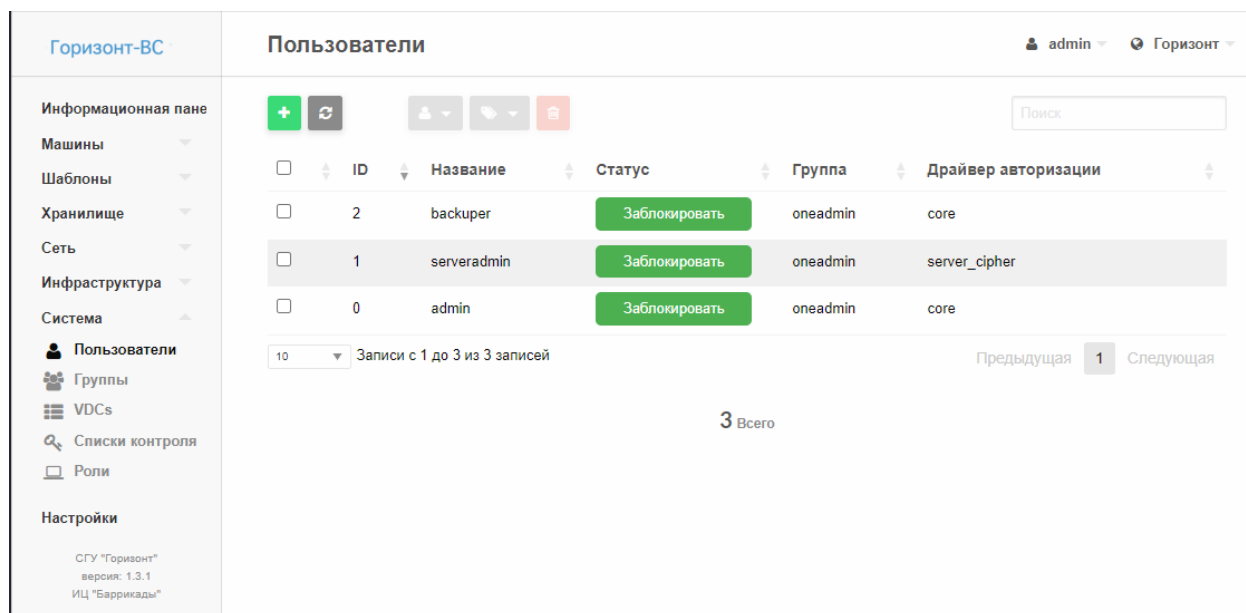 Горизонт-ВС
Пользователи
admin
Горизонт
Информационная пане
Машины
Шаблоны
Хранилище
Сеть
Инфраструктура
Система
Пользователи
Группы
VDCs
Списки контроля
Роли
Настройки
СГУ "Горизонт"
версия: 1.3.1
ИЦ "Баррикады"
Поиск
ID Название Статус Группа Драйвер авторизации
2 backuper Заблокировать oneadmin core
1 serveradmin Заблокировать oneadmin server_cipher
0 admin Заблокировать oneadmin core
10 Записи с 1 до 3 из 3 записей
Предыдущая 1 Следующая
3 Всего